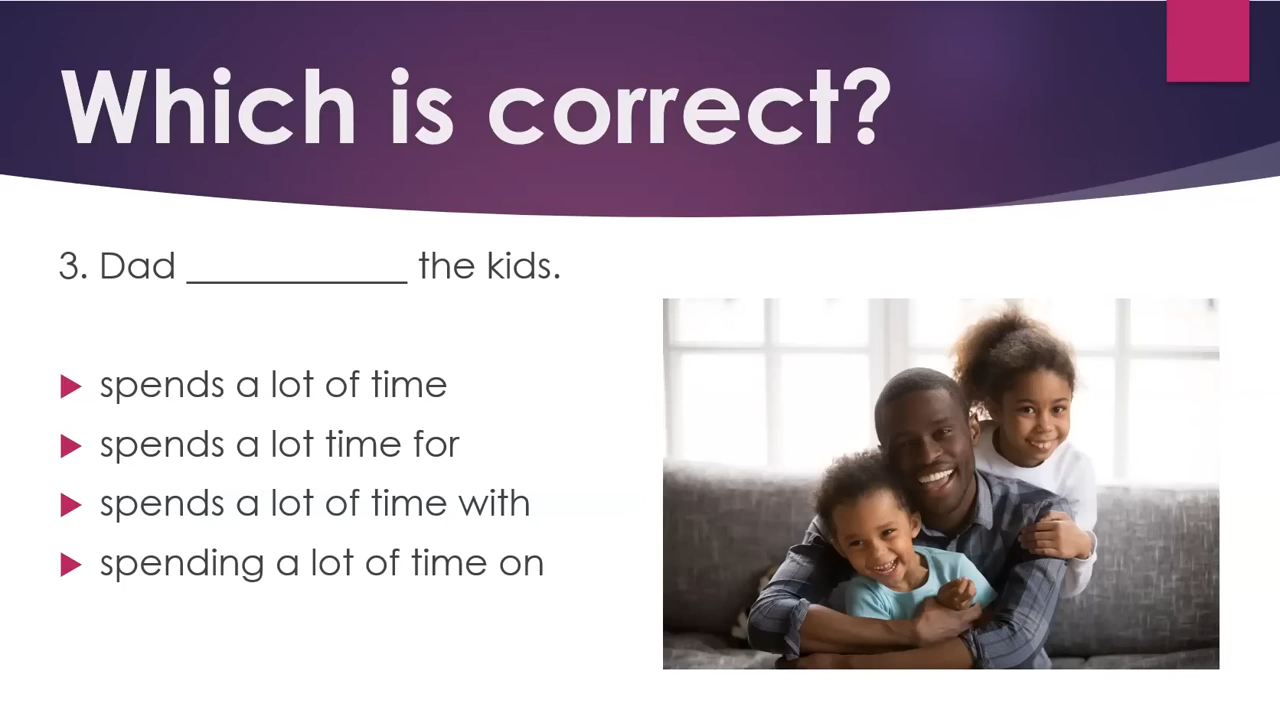 Which is correct?
3. Dad ___________ the kids.
spends a lot of time
spends a lot time for
spends a lot of time with
spending a lot of time on